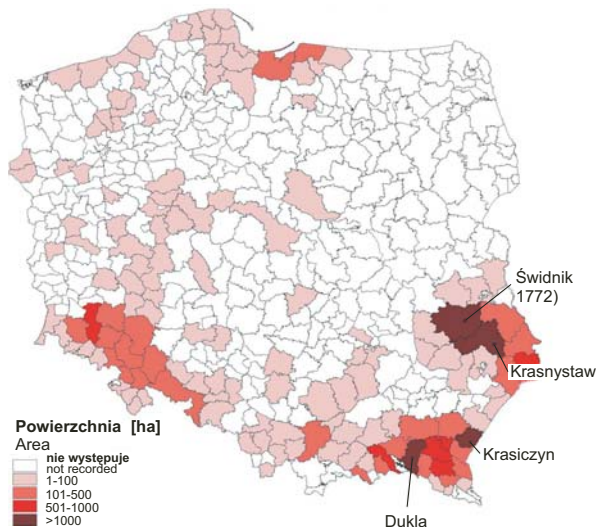 Świdnik
1772)
Krasnystaw
Krasiczyn
Dukla
Powierzchnia [ha]
Area
nie występuje
not recorded
1-100
101-500
501-1000
>1000